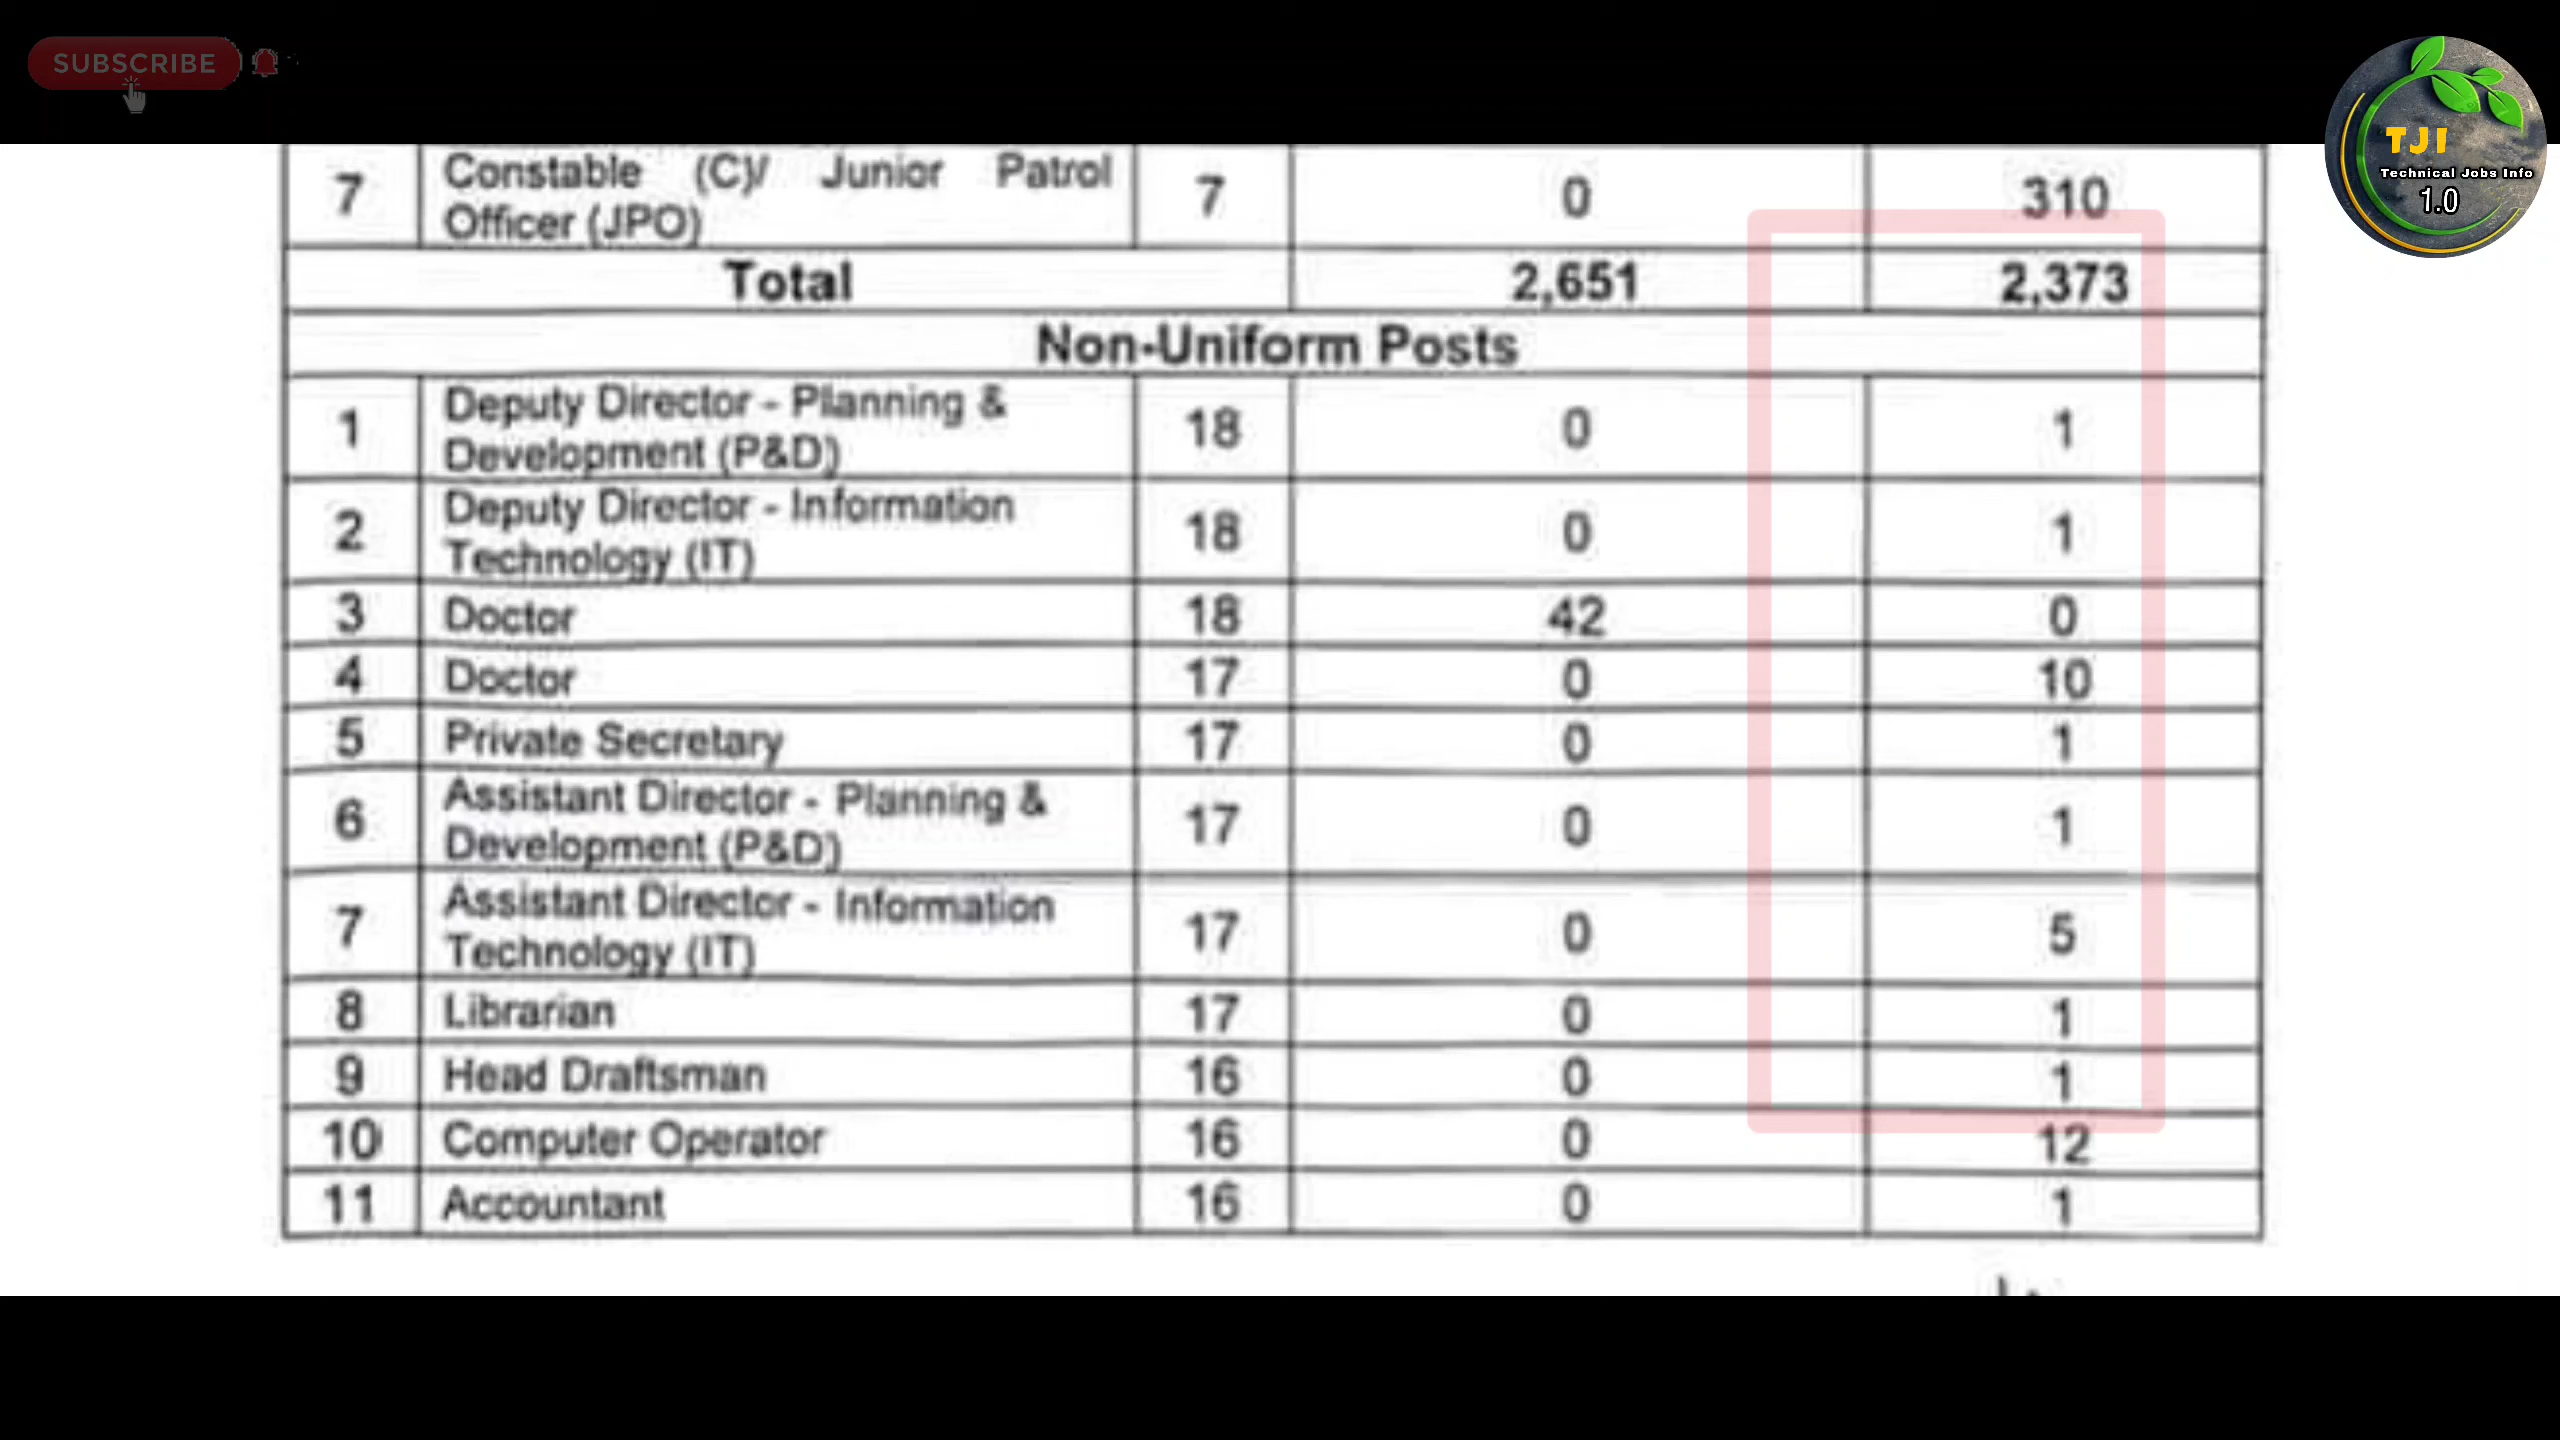 SUBSCRIBE
TJI
Technical Jobs Info
1.0
7 Constable (C)/ Junior Patrol Officer (JPO) 7 0 310
Total 2,651 2,373
Non-Uniform Posts
1 Deputy Director - Planning & Development (P&D) 18 0 1
2 Deputy Director - Information Technology (IT) 18 0 1
3 Doctor 18 42 0
4 Doctor 17 0 10
5 Private Secretary 17 0 1
6 Assistant Director - Planning & Development (P&D) 17 0 1
7 Assistant Director - Information Technology (IT) 17 0 5
8 Librarian 17 0 1
9 Head Draftsman 16 0 1
10 Computer Operator 16 0 12
11 Accountant 16 0 1